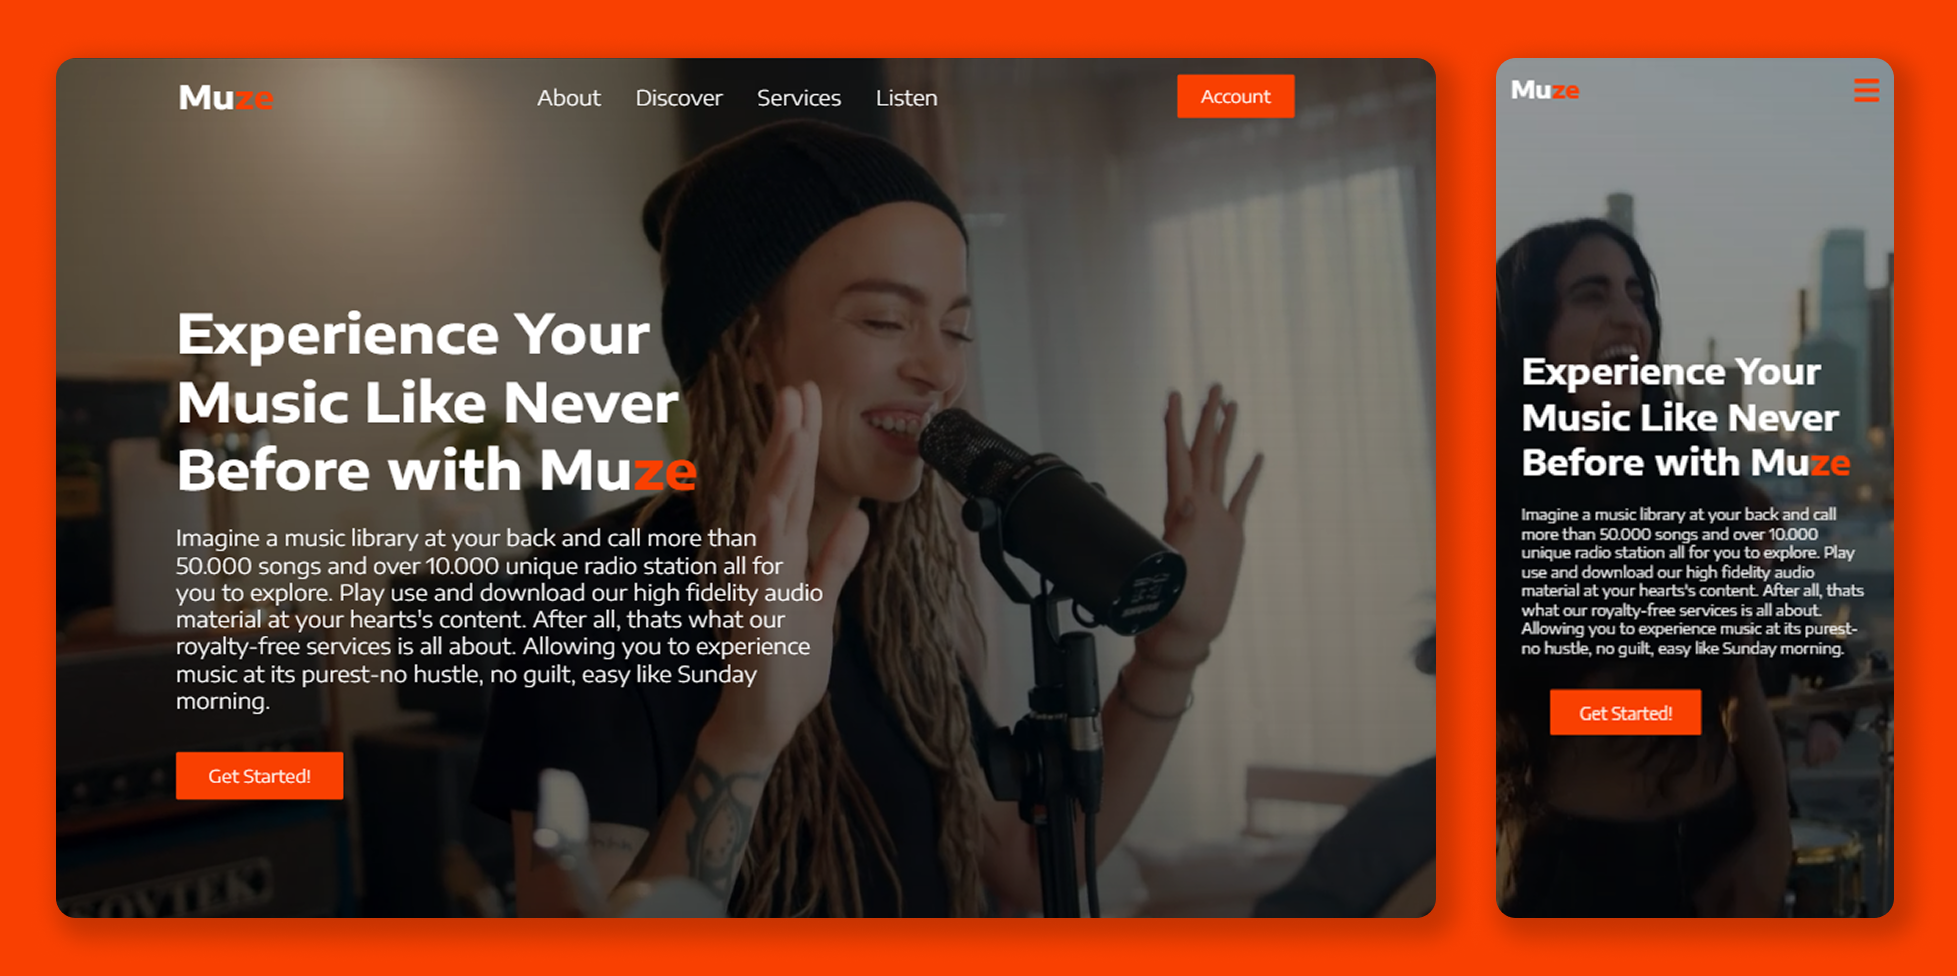 Muze
About Discover Services Listen
Account
Experience Your
Music Like Never
Before with Muze
Imagine a music library at your back and call more than
50.000 songs and over 10.000 unique radio station all for
you to explore. Play use and download our high fidelity audio
material at your hearts's content. After all, thats what our
royalty-free services is all about. Allowing you to experience
music at its purest-no hustle, no guilt, easy like Sunday
morning.
Get Started!
Muze
Experience Your
Music Like Never
Before with Muze
Imagine a music library at your back and call
more than 50.000 songs and over 10.000
unique radio station all for you to explore. Play
use and download our high fidelity audio
material at your hearts's content. After all, thats
what our royalty-free services is all about.
Allowing you to experience music at its purest-
no hustle, no guilt, easy like Sunday morning.
Get Started!